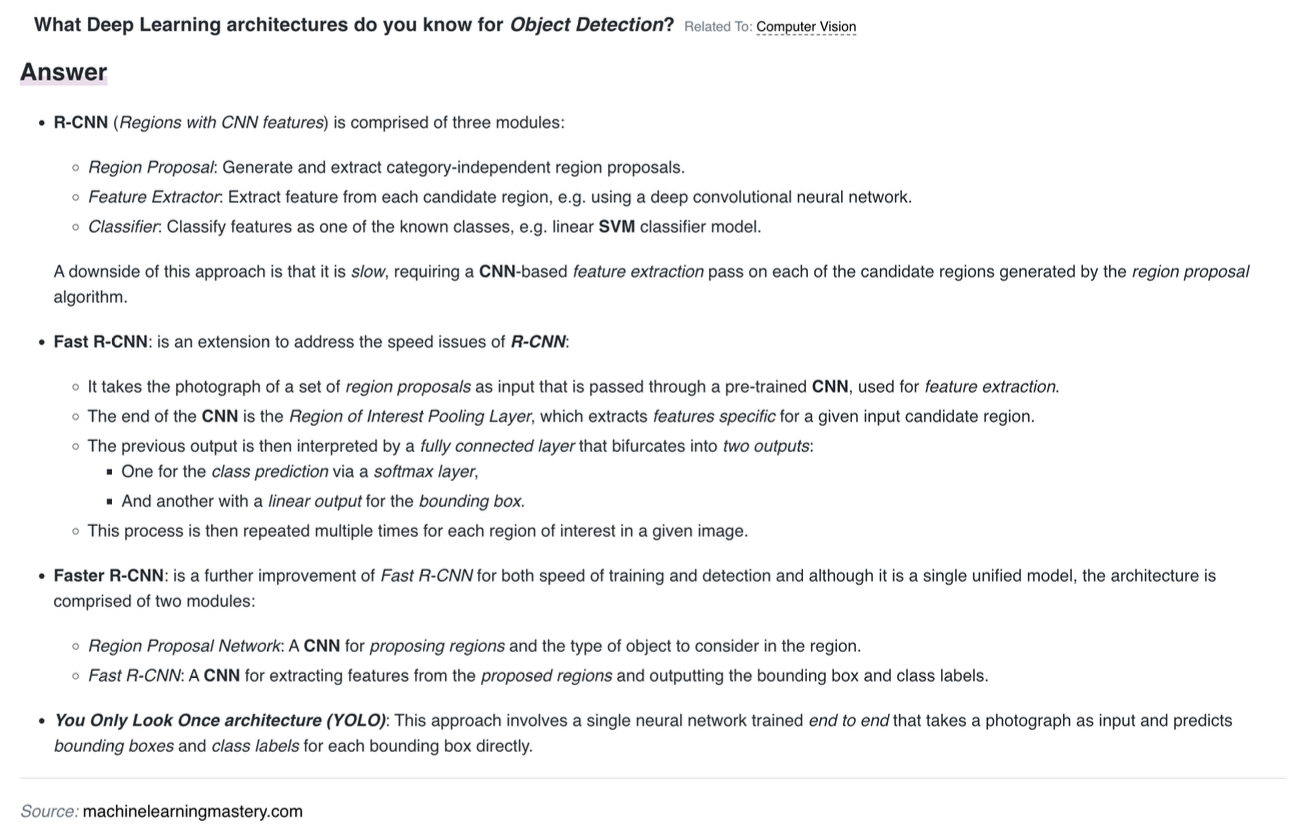 What Deep Learning architectures do you know for Object Detection? Related To: Computer Vision
Answer
• R-CNN (Regions with CNN features) is comprised of three modules:
◦ Region Proposal: Generate and extract category-independent region proposals.
◦ Feature Extractor: Extract feature from each candidate region, e.g. using a deep convolutional neural network.
◦ Classifier: Classify features as one of the known classes, e.g. linear SVM classifier model.
A downside of this approach is that it is slow, requiring a CNN-based feature extraction pass on each of the candidate regions generated by the region proposal
algorithm.
• Fast R-CNN: is an extension to address the speed issues of R-CNN:
◦ It takes the photograph of a set of region proposals as input that is passed through a pre-trained CNN, used for feature extraction.
◦ The end of the CNN is the Region of Interest Pooling Layer, which extracts features specific for a given input candidate region.
◦ The previous output is then interpreted by a fully connected layer that bifurcates into two outputs:
▪ One for the class prediction via a softmax layer,
▪ And another with a linear output for the bounding box.
◦ This process is then repeated multiple times for each region of interest in a given image.
• Faster R-CNN: is a further improvement of Fast R-CNN for both speed of training and detection and although it is a single unified model, the architecture is
comprised of two modules:
◦ Region Proposal Network: A CNN for proposing regions and the type of object to consider in the region.
◦ Fast R-CNN: A CNN for extracting features from the proposed regions and outputting the bounding box and class labels.
• You Only Look Once architecture (YOLO): This approach involves a single neural network trained end to end that takes a photograph as input and predicts
bounding boxes and class labels for each bounding box directly.
Source: machinelearningmastery.com